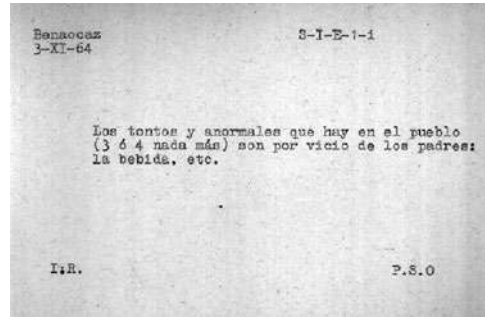 Benaocaz S-I-E-1-i
3-XI-64
Los tontos y anormales que hay en el pueblo
(3 ó 4 nada más) son por vicio de los padres:
la bebida, etc.
I.R. P.S.O